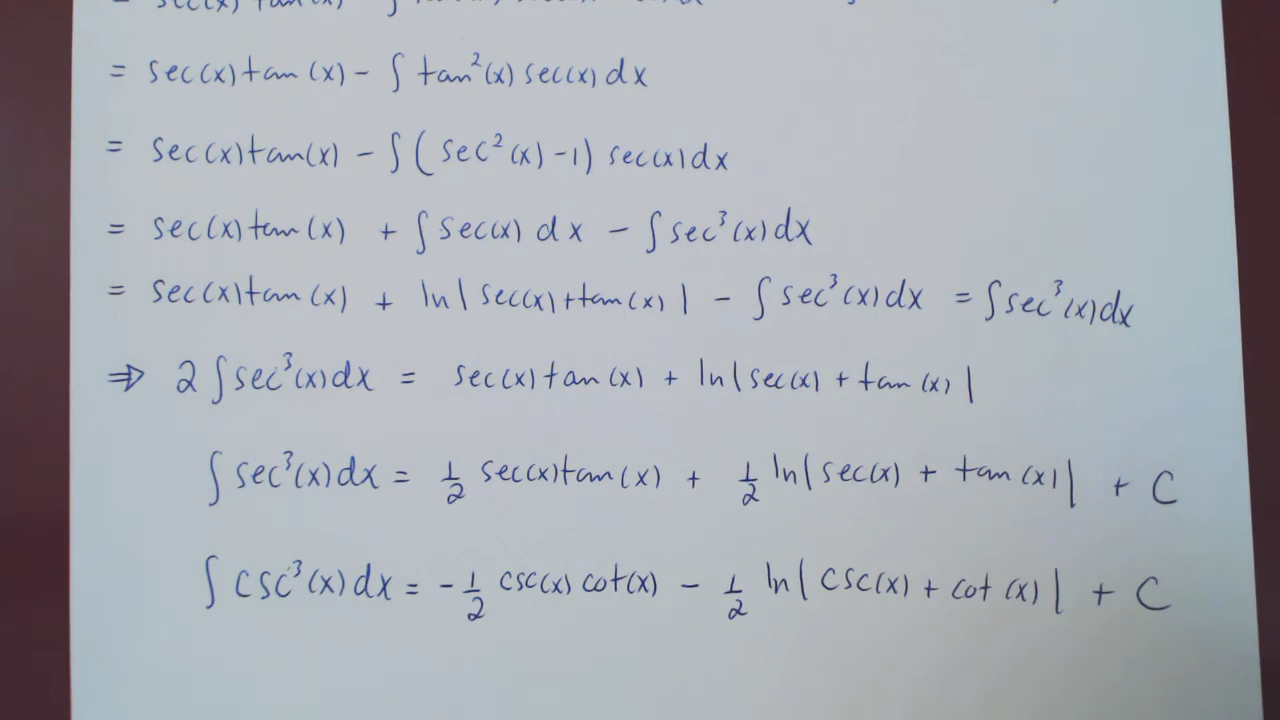 = sec(x)tan(x) - ∫ tan²(x) sec(x) dx
= sec(x)tan(x) - ∫ ( sec²(x) - 1) sec(x) dx
= sec(x)tan(x) + ∫ sec(x) dx - ∫ sec³(x) dx
= sec(x)tan(x) + ln| sec(x) + tan(x) | - ∫ sec³(x) dx = ∫ sec³(x) dx
⇒ 2 ∫ sec³(x) dx = sec(x) tan(x) + ln| sec(x) + tan(x) |
∫ sec³(x) dx = 1/2 sec(x)tan(x) + 1/2 ln| sec(x) + tan(x) | + C
∫ csc³(x) dx = - 1/2 csc(x) cot(x) - 1/2 ln| csc(x) + cot(x) | + C